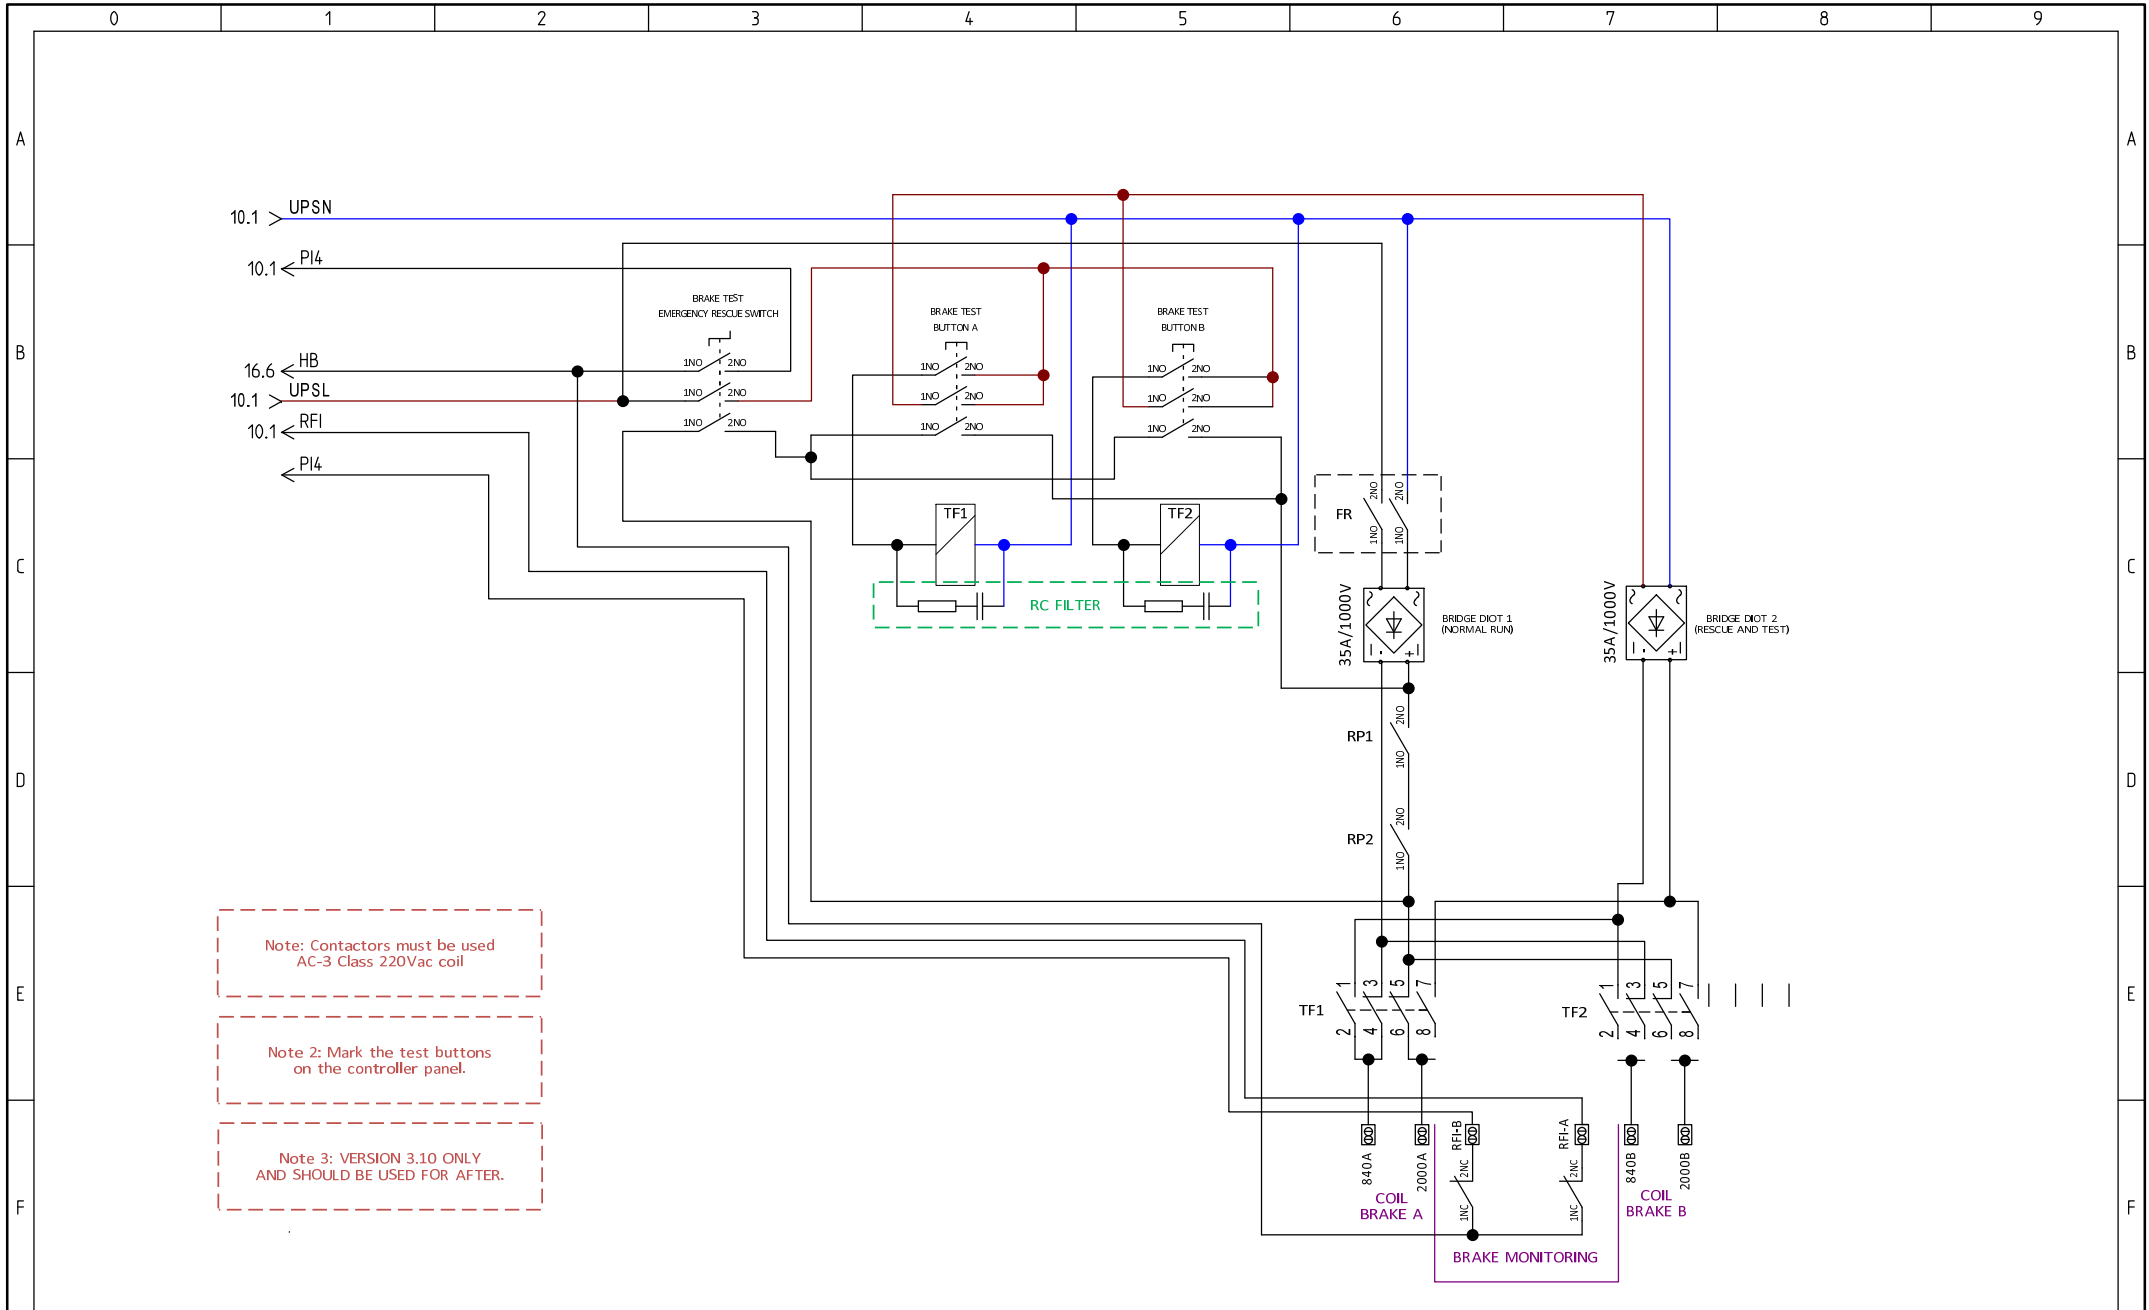 0 1 2 3 4 5 6 7 8 9
A A
10.1 UPSN
10.1 PI4
BRAKE TEST
EMERGENCY RESCUE SWITCH
BRAKE TEST
BUTTON A
BRAKE TEST
BUTTON B
B B
16.6 HB
1NO 2NO
1NO 2NO
1NO 2NO
10.1 UPSL
1NO 2NO
1NO 2NO
1NO 2NO
10.1 RFI
1NO 2NO
1NO 2NO
1NO 2NO
PI4
FR
2NO 2NO
1NO 1NO
TF1
TF2
C C
RC FILTER
35A/1000V
- +
BRIDGE DIOT 1
(NORMAL RUN)
35A/1000V
- +
BRIDGE DIOT 2
(RESCUE AND TEST)
RP1
2NO
1NO
D D
RP2
2NO
1NO
Note: Contactors must be used
AC-3 Class 220Vac coil
E E
TF1
1 3 5 7
2 4 6 8
TF2
1 3 5 7
2 4 6 8
Note 2: Mark the test buttons
on the controller panel.
Note 3: VERSION 3.10 ONLY
AND SHOULD BE USED FOR AFTER.
F F
840A
2000A
RFI-B
2NC
1NC
RFI-A
2NC
1NC
840B
2000B
COIL
BRAKE A
COIL
BRAKE B
BRAKE MONITORING